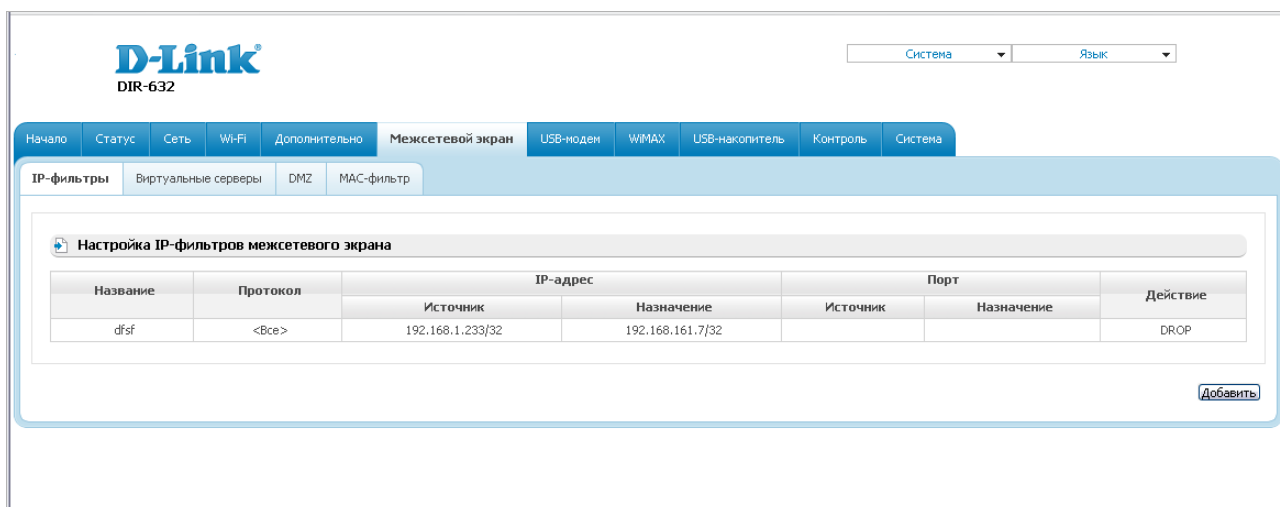 D-Link®
DIR-632
Система Язык
Начало Статус Сеть Wi-Fi Дополнительно Межсетевой экран USB-модем WiMAX USB-накопитель Контроль Система
IP-фильтры Виртуальные серверы DMZ МАС-фильтр
Настройка IP-фильтров межсетевого экрана
Название Протокол IP-адрес Порт Действие
Источник Назначение Источник Назначение
dfsf <Все> 192.168.1.233/32 192.168.161.7/32 DROP
Добавить